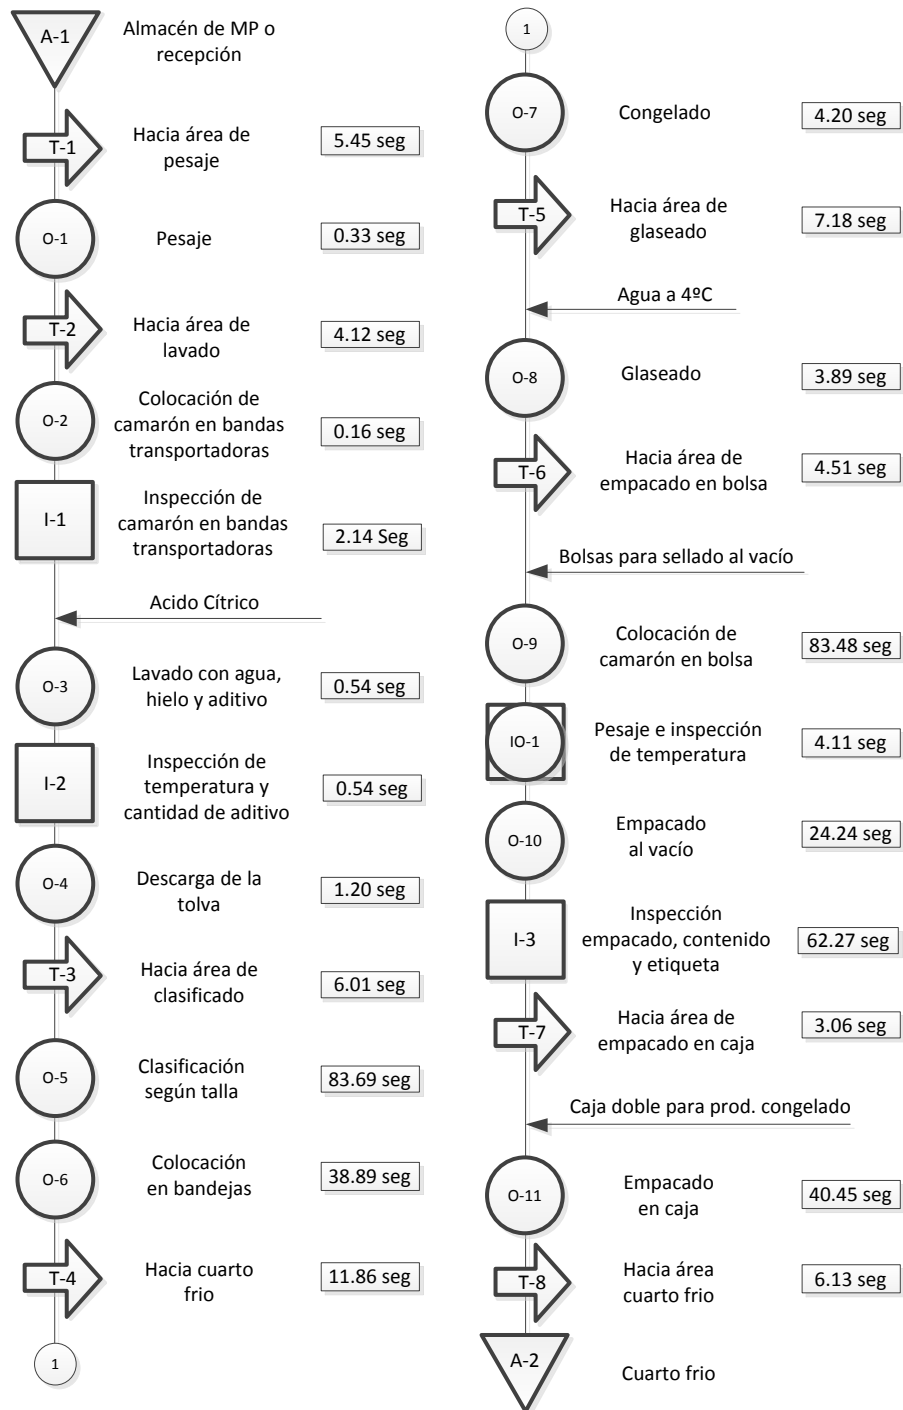 A-1
Almacén de MP o
recepción
T-1
Hacia área de
pesaje
5.45 seg
O-1
Pesaje
0.33 seg
T-2
Hacia área de
lavado
4.12 seg
O-2
Colocación de
camarón en bandas
transportadoras
0.16 seg
I-1
Inspección de
camarón en bandas
transportadoras
2.14 Seg
Acido Cítrico
O-3
Lavado con agua,
hielo y aditivo
0.54 seg
I-2
Inspección de
temperatura y
cantidad de aditivo
0.54 seg
O-4
Descarga de la
tolva
1.20 seg
T-3
Hacia área de
clasificado
6.01 seg
O-5
Clasificación
según talla
83.69 seg
O-6
Colocación
en bandejas
38.89 seg
T-4
Hacia cuarto
frio
11.86 seg
1
1
O-7
Congelado
4.20 seg
T-5
Hacia área de
glaseado
7.18 seg
Agua a 4ºC
O-8
Glaseado
3.89 seg
T-6
Hacia área de
empacado en bolsa
4.51 seg
Bolsas para sellado al vacío
O-9
Colocación de
camarón en bolsa
83.48 seg
IO-1
Pesaje e inspección
de temperatura
4.11 seg
O-10
Empacado
al vacío
24.24 seg
I-3
Inspección
empacado, contenido
y etiqueta
62.27 seg
T-7
Hacia área de
empacado en caja
3.06 seg
Caja doble para prod. congelado
O-11
Empacado
en caja
40.45 seg
T-8
Hacia área
cuarto frio
6.13 seg
A-2
Cuarto frio